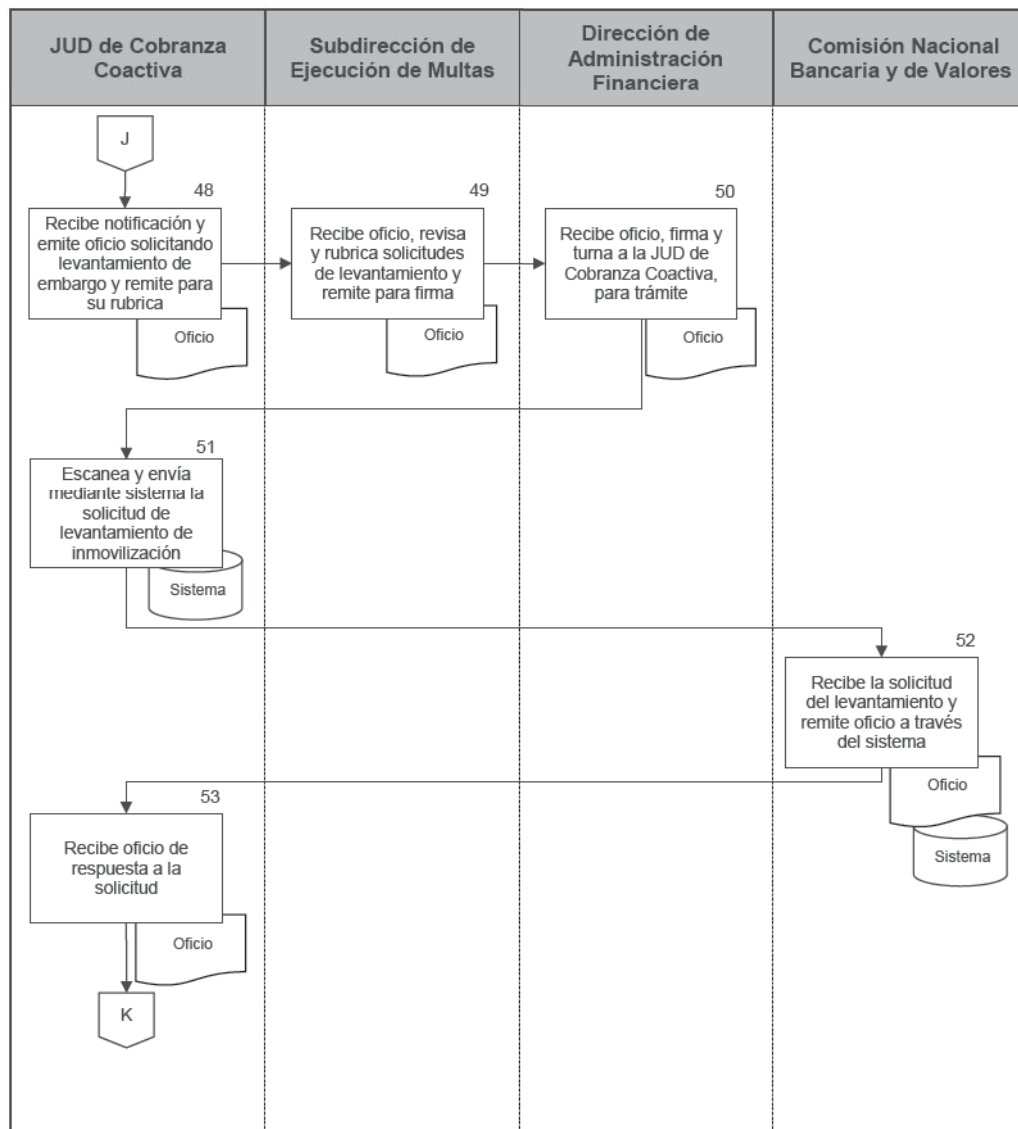 JUD de Cobranza
Coactiva
Subdirección de
Ejecución de Multas
Dirección de
Administración
Financiera
Comisión Nacional
Bancaria y de Valores
J
48
Recibe notificación y
emite oficio solicitando
levantamiento de
embargo y remite para
su rubrica
Oficio
49
Recibe oficio, revisa
y rubrica solicitudes
de levantamiento y
remite para firma
Oficio
50
Recibe oficio, firma y
turna a la JUD de
Cobranza Coactiva,
para trámite
Oficio
51
Escanea y envía
mediante sistema la
solicitud de
levantamiento de
inmovilización
Sistema
52
Recibe la solicitud
del levantamiento y
remite oficio a través
del sistema
Oficio
Sistema
53
Recibe oficio de
respuesta a la
solicitud
Oficio
K